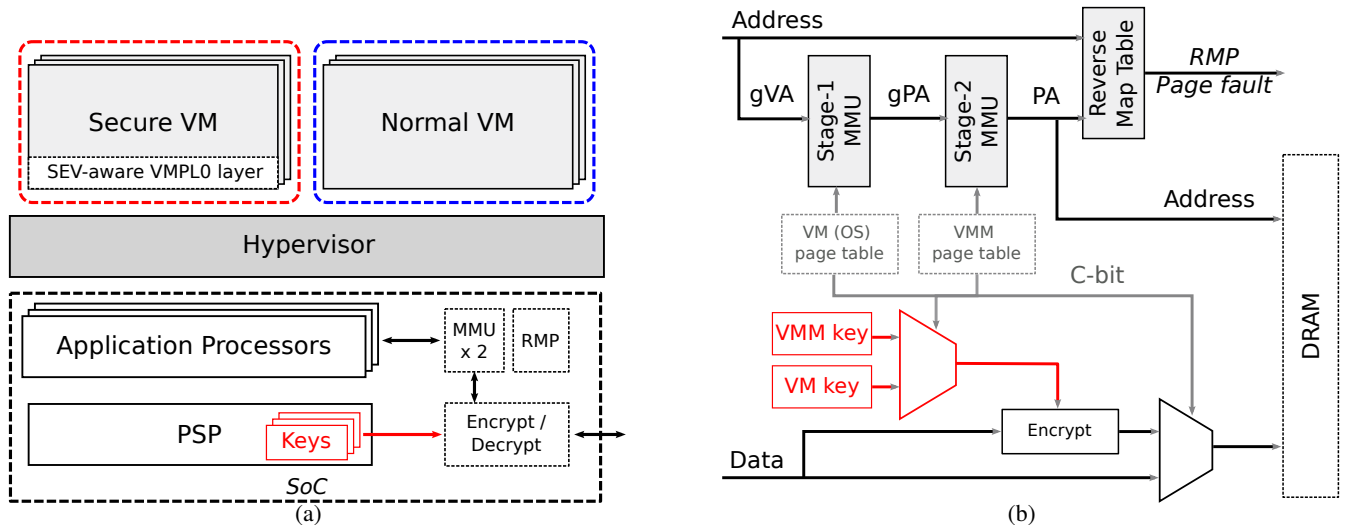 Secure VM
SEV-aware VMPL0 layer
Normal VM
Hypervisor
Application Processors
MMU
x 2
RMP
PSP
Keys
Encrypt /
Decrypt
SoC
(a)
Address
gVA
Stage-1
MMU
gPA
Stage-2
MMU
PA
Reverse
Map Table
RMP
Page fault
VM (OS)
page table
VMM
page table
Address
C-bit
VMM key
VM key
Encrypt
Data
DRAM
(b)